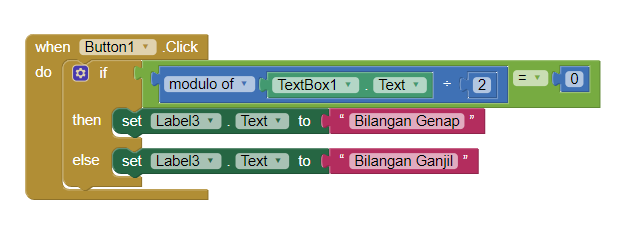 when Button1 .Click
do if modulo of TextBox1 . Text ÷ 2 = 0
then set Label3 . Text to “ Bilangan Genap ”
else set Label3 . Text to “ Bilangan Ganjil ”